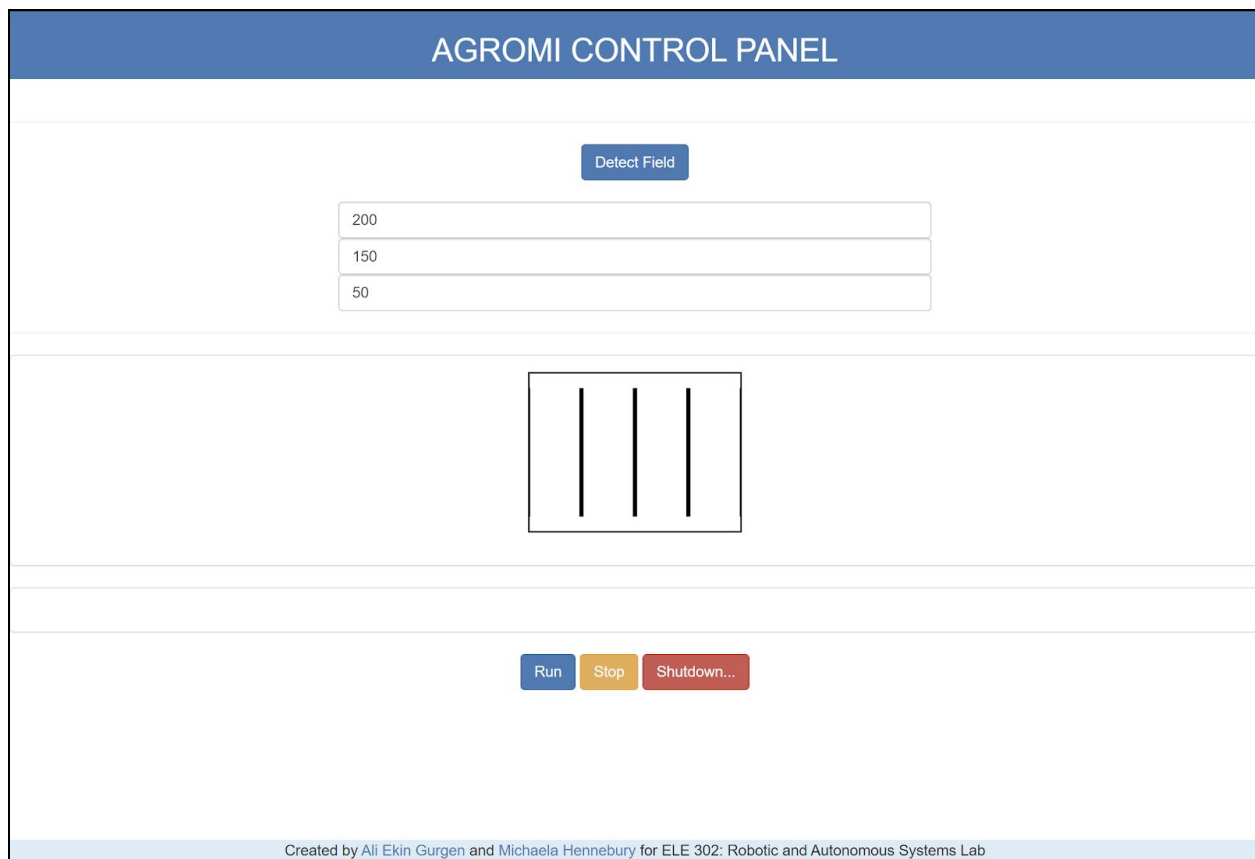 AGROMI CONTROL PANEL
Detect Field
200
150
50
Run Stop Shutdown...
Created by Ali Ekin Gurgen and Michaela Hennebury for ELE 302: Robotic and Autonomous Systems Lab